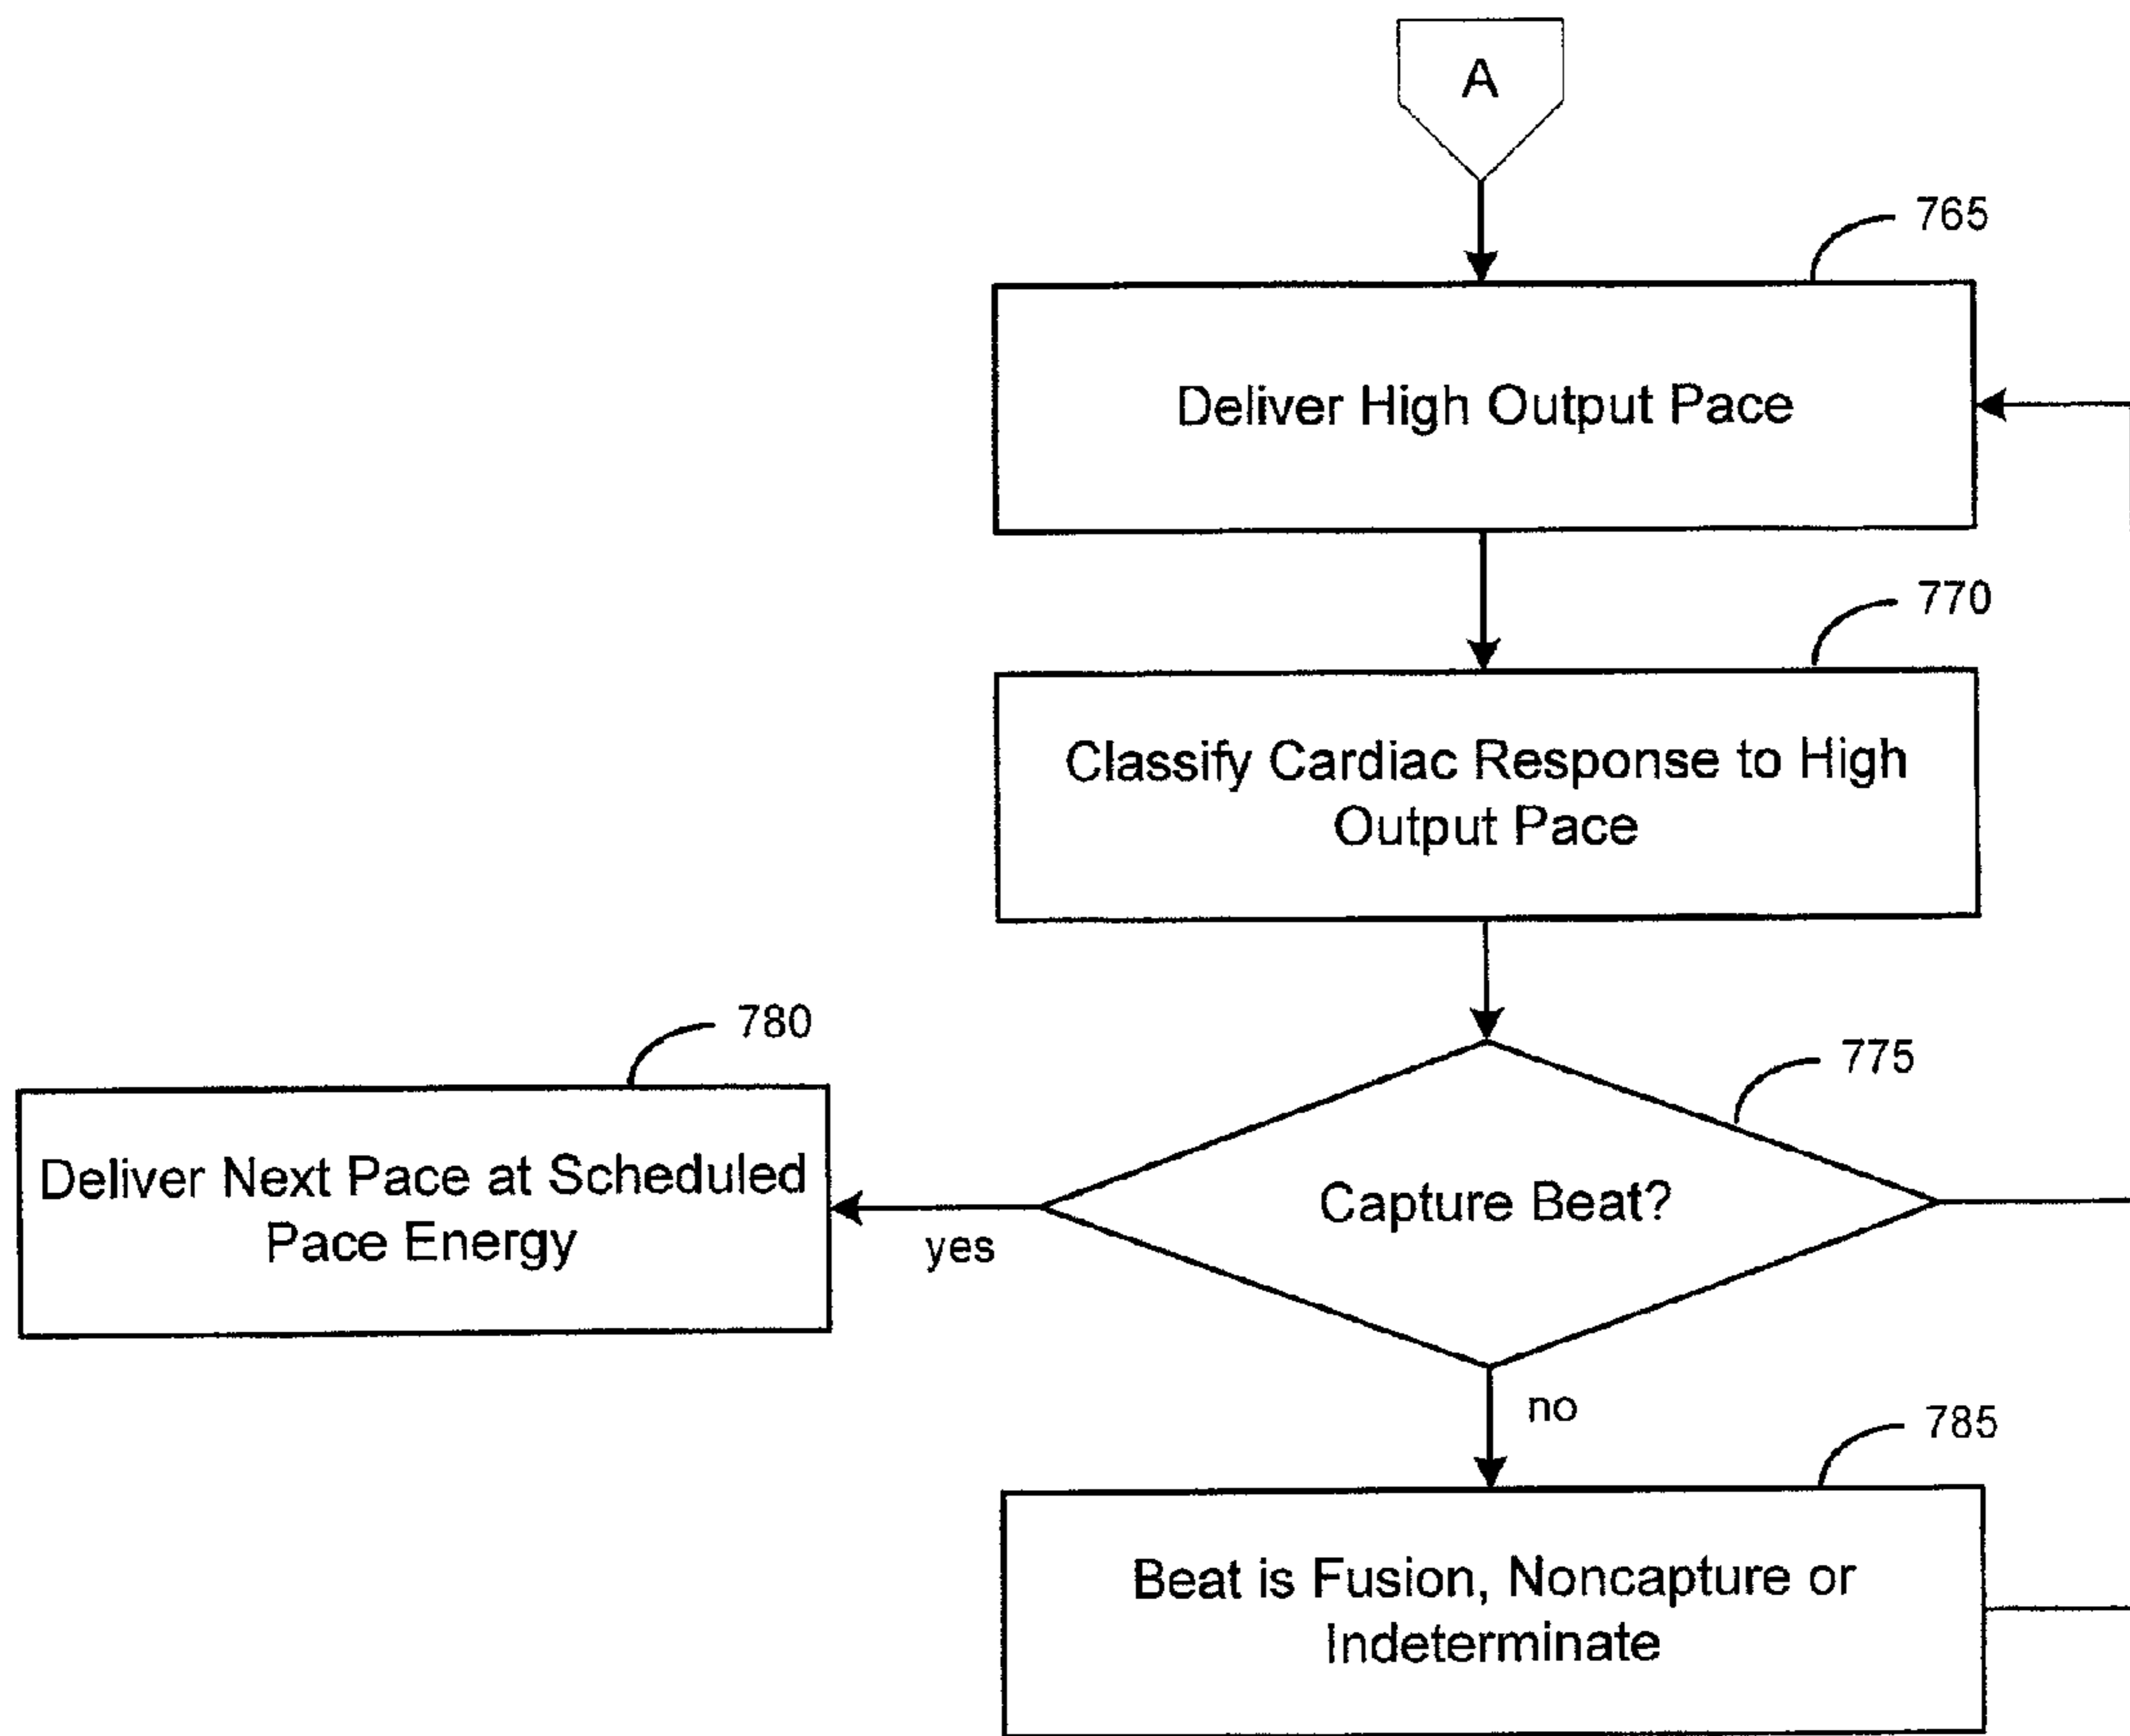 A
765
Deliver High Output Pace
770
Classify Cardiac Response to High
Output Pace
780
775
Deliver Next Pace at Scheduled
Pace Energy
Capture Beat?
yes
no
785
Beat is Fusion, Noncapture or
Indeterminate